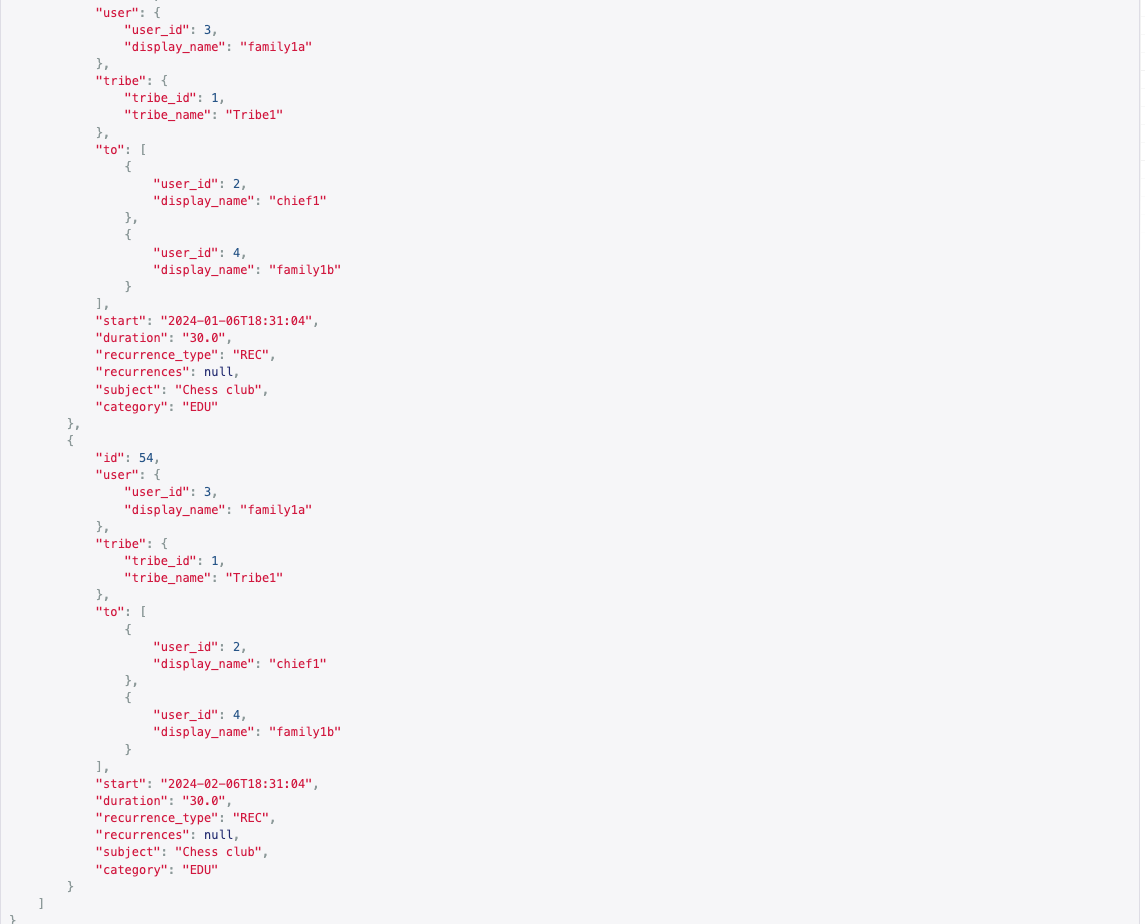 "user": {
"user_id": 3,
"display_name": "family1a"
},
"tribe": {
"tribe_id": 1,
"tribe_name": "Tribe1"
},
"to": [
{
"user_id": 2,
"display_name": "chief1"
},
{
"user_id": 4,
"display_name": "family1b"
}
],
"start": "2024-01-06T18:31:04",
"duration": "30.0",
"recurrence_type": "REC",
"recurrences": null,
"subject": "Chess club",
"category": "EDU"
},
{
"id": 54,
"user": {
"user_id": 3,
"display_name": "family1a"
},
"tribe": {
"tribe_id": 1,
"tribe_name": "Tribe1"
},
"to": [
{
"user_id": 2,
"display_name": "chief1"
},
{
"user_id": 4,
"display_name": "family1b"
}
],
"start": "2024-02-06T18:31:04",
"duration": "30.0",
"recurrence_type": "REC",
"recurrences": null,
"subject": "Chess club",
"category": "EDU"
}
]
}